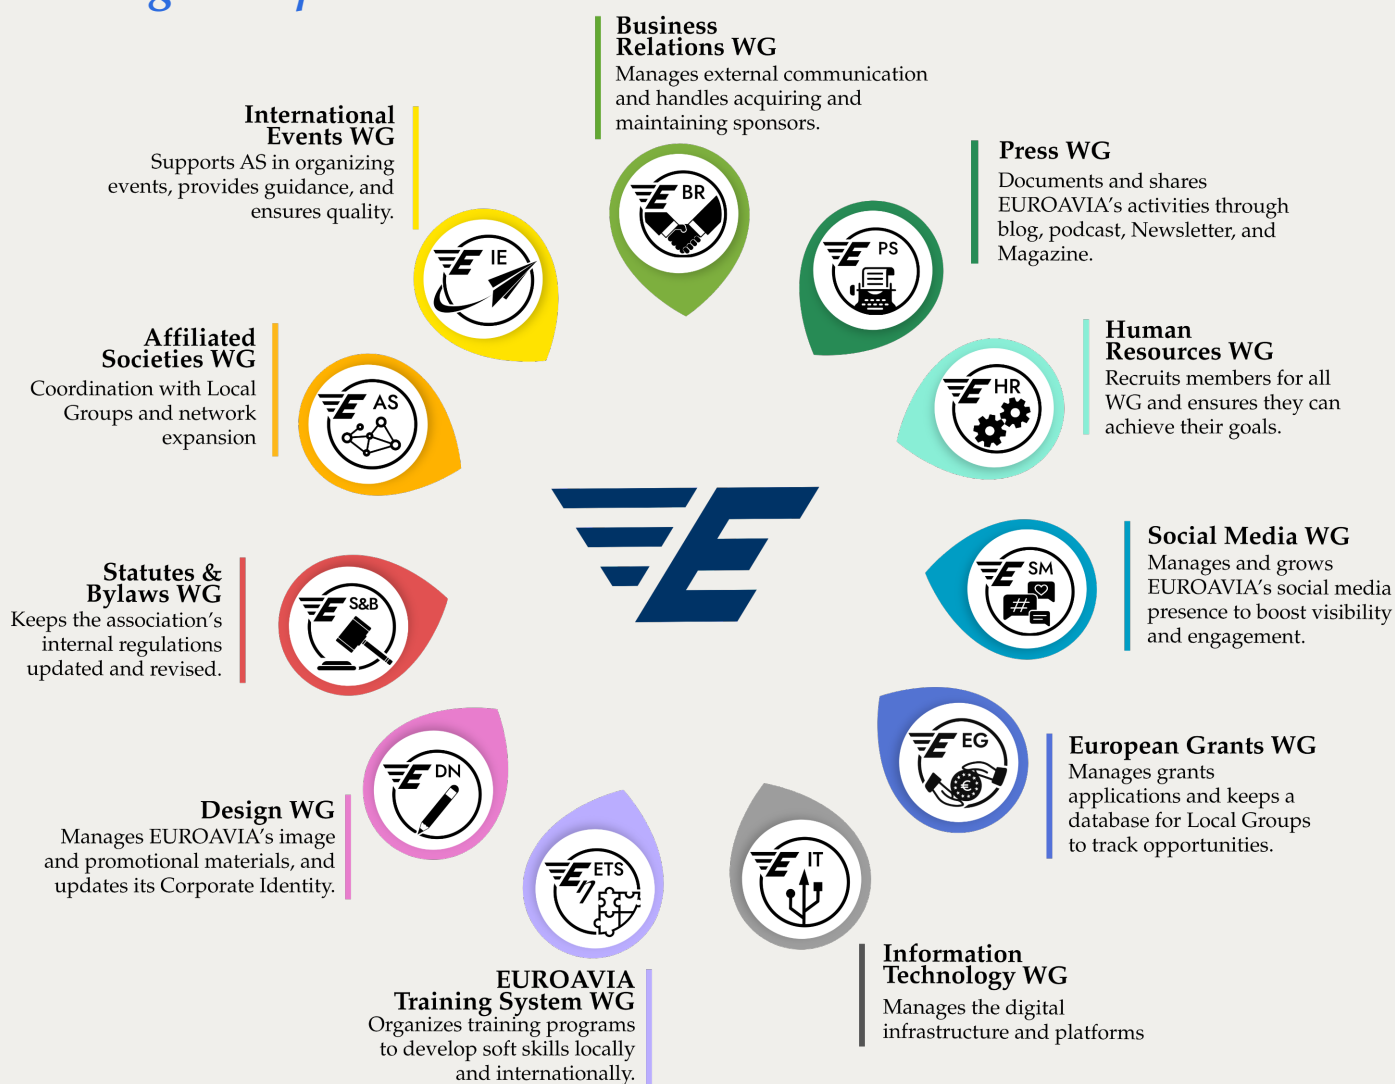 Business
Relations WG
Manages external communication
and handles acquiring and
maintaining sponsors.
BR
International
Events WG
Supports AS in organizing
events, provides guidance, and
ensures quality.
E IE
Press WG
Documents and shares
EUROAVIA's activities through
blog, podcast, Newsletter, and
Magazine.
E PS
Affiliated
Societies WG
Coordination with Local
Groups and network
expansion
E AS
Human
Resources WG
Recruits members for all
WG and ensures they can
achieve their goals.
E HR
E
Statutes &
Bylaws WG
Keeps the association's
internal regulations
updated and revised.
E S&B
Social Media WG
Manages and grows
EUROAVIA's social media
presence to boost visibility
and engagement.
E SM
#
Design WG
Manages EUROAVIA's image
and promotional materials, and
updates its Corporate Identity.
E DN
European Grants WG
Manages grants
applications and keeps a
database for Local Groups
to track opportunities.
E EG
€
EUROAVIA
Training System WG
Organizes training programs
to develop soft skills locally
and internationally.
Eη ETS
Information
Technology WG
Manages the digital
infrastructure and platforms
E IT